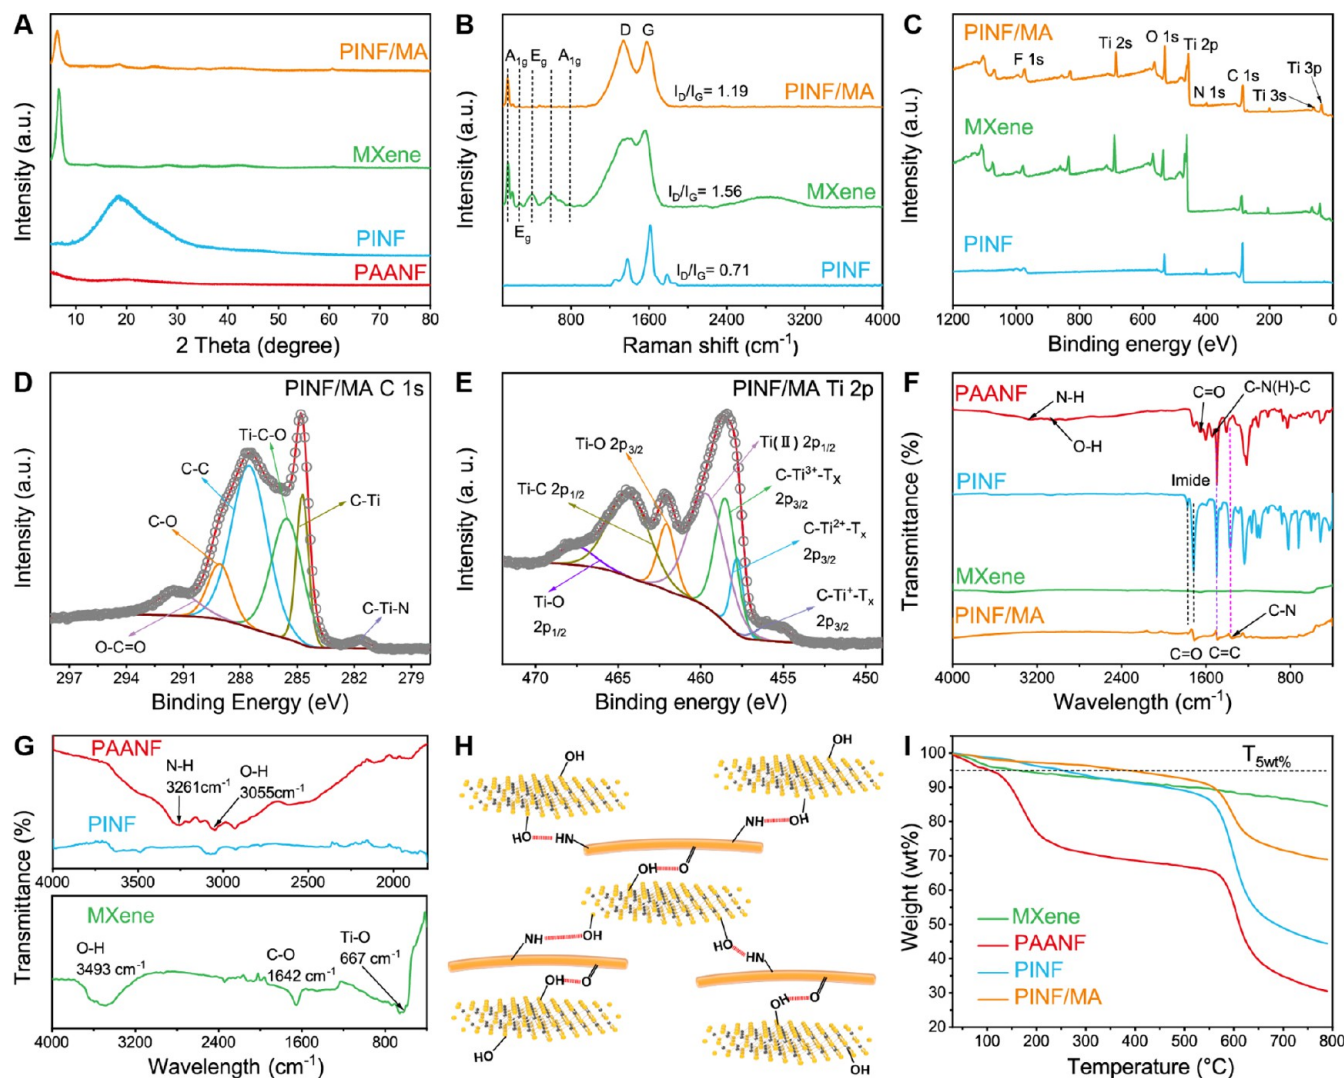 A
PINF/MA
MXene
PINF
PAANF
Intensity (a.u.)
10 20 30 40 50 60 70 80
2 Theta (degree)
B
D G
A1g Eg A1g
PINF/MA
ID/IG= 1.19
MXene
ID/IG= 1.56
Eg
PINF
ID/IG= 0.71
Intensity (a.u.)
800 1600 2400 3200 4000
Raman shift (cm-1)
C
PINF/MA
O 1s
Ti 2s Ti 2p
F 1s
C 1s
Ti 3p
N 1s Ti 3s
MXene
PINF
Intensity (a.u.)
1200 1000 800 600 400 200 0
Binding energy (eV)
D
PINF/MA C 1s
Ti-C-O
C-C
C-Ti
C-O
C-Ti-N
O-C=O
Intensity (a.u.)
297 294 291 288 285 282 279
Binding Energy (eV)
E
PINF/MA Ti 2p
Ti-O 2p3/2
Ti(Ⅱ) 2p1/2
Ti-C 2p1/2
C-Ti3+-TX
2p3/2
C-Ti2+-Tx
2p3/2
Ti-O
2p1/2
C-Ti+-Tx
2p3/2
Intensity (a. u.)
470 465 460 455 450
Binding energy (eV)
F
PAANF
N-H
O-H
C=O
C-N(H)-C
PINF
Imide
MXene
PINF/MA
C-N
C=O C=C
Transmittance (%)
4000 3200 2400 1600 800
Wavelength (cm-1)
G
PAANF
N-H
3261cm-1
O-H
3055cm-1
PINF
4000 3500 3000 2500 2000
MXene
O-H
3493 cm-1
C-O
1642 cm-1
Ti-O
667 cm-1
Transmittance (%)
4000 3200 2400 1600 800
Wavelength (cm-1)
H
OH
OH
HO HN
NH OH
OH O
NH OH
HO HN
OH O
OH O
HO
OH
I
T5wt%
MXene
PAANF
PINF
PINF/MA
Weight (wt%)
100
90
80
70
60
50
40
30
20
100 200 300 400 500 600 700 800
Temperature (°C)